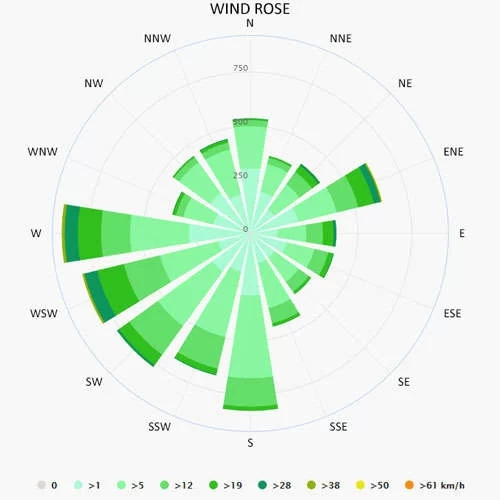 WIND ROSE
N
NNW
NNE
NW
NE
750
500
WNW
ENE
250
W
0
E
WSW
ESE
SW
SE
SSW
SSE
S
0 >1 >5 >12 >19 >28 >38 >50 >61 km/h